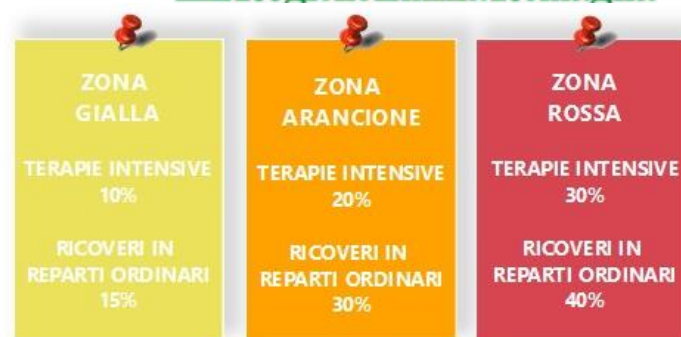 ZONA
GIALLA
TERAPIE INTENSIVE
10%
RICOVERI IN
REPARTI ORDINARI
15%
ZONA
ARANCIONE
TERAPIE INTENSIVE
20%
RICOVERI IN
REPARTI ORDINARI
30%
ZONA
ROSSA
TERAPIE INTENSIVE
30%
RICOVERI IN
REPARTI ORDINARI
40%